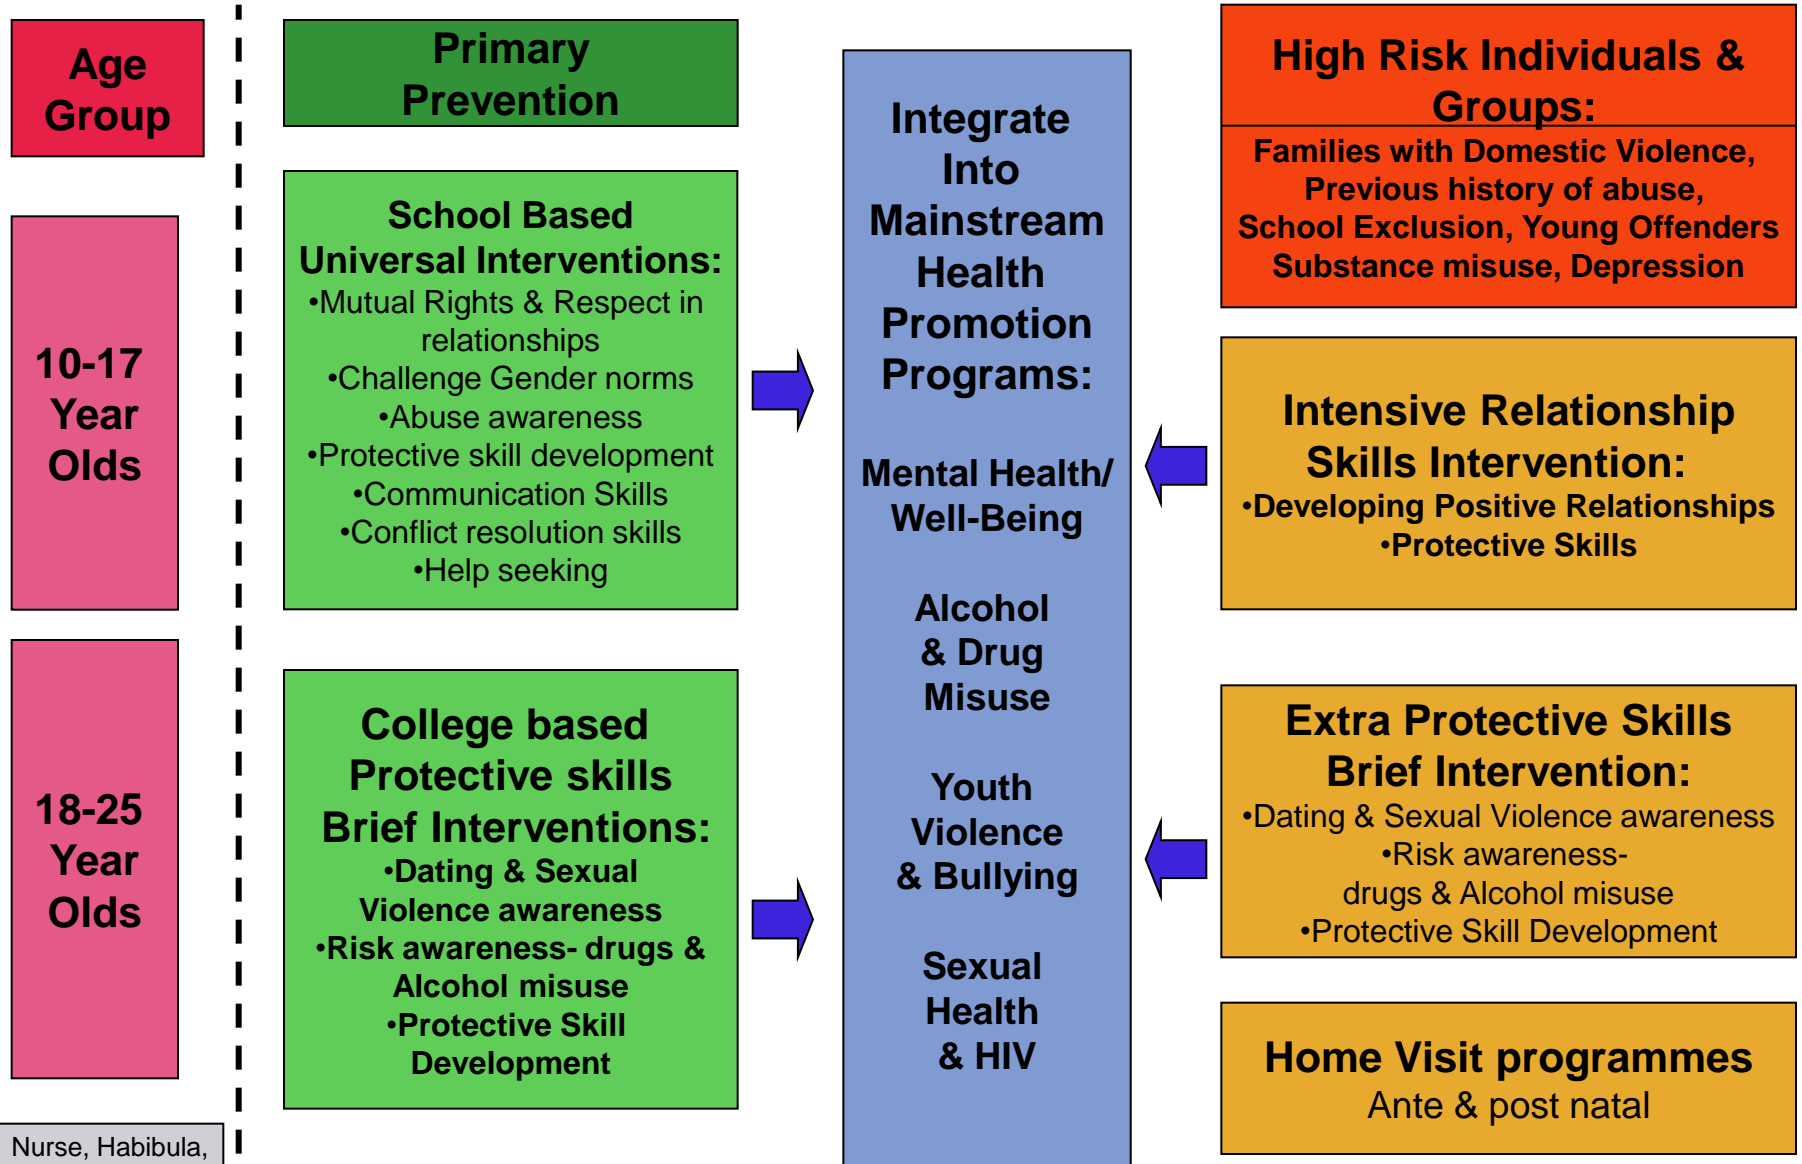 Age
Group
10-17
Year
Olds
18-25
Year
Olds
Nurse, Habibula,
Primary
Prevention
School Based
Universal Interventions:
•Mutual Rights & Respect in
relationships
•Challenge Gender norms
•Abuse awareness
•Protective skill development
•Communication Skills
•Conflict resolution skills
•Help seeking
College based
Protective skills
Brief Interventions:
•Dating & Sexual
Violence awareness
•Risk awareness- drugs &
Alcohol misuse
•Protective Skill
Development
Integrate
Into
Mainstream
Health
Promotion
Programs:
Mental Health/
Well-Being
Alcohol
& Drug
Misuse
Youth
Violence
& Bullying
Sexual
Health
& HIV
High Risk Individuals &
Groups:
Families with Domestic Violence,
Previous history of abuse,
School Exclusion, Young Offenders
Substance misuse, Depression
Intensive Relationship
Skills Intervention:
•Developing Positive Relationships
•Protective Skills
Extra Protective Skills
Brief Intervention:
•Dating & Sexual Violence awareness
•Risk awareness-
drugs & Alcohol misuse
•Protective Skill Development
Home Visit programmes
Ante & post natal